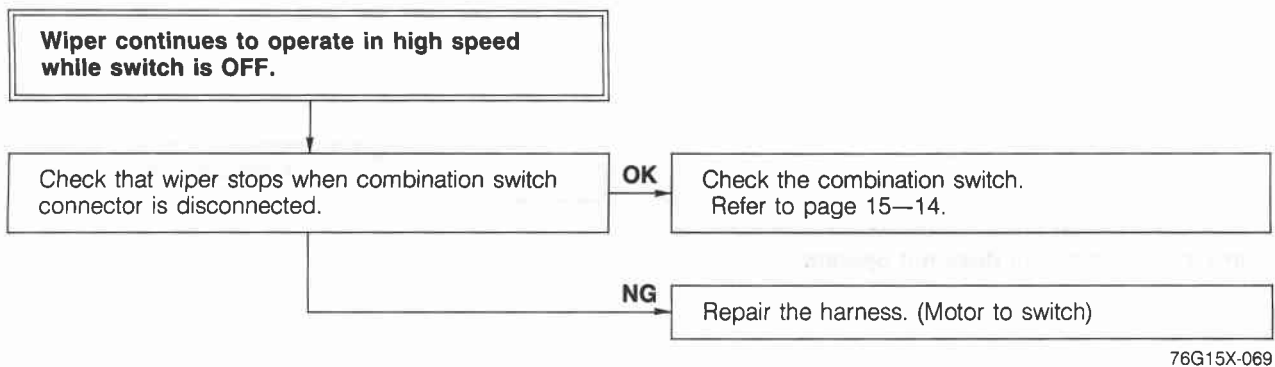 Wiper continues to operate in high speed
while switch is OFF.
Check that wiper stops when combination switch
connector is disconnected.
OK
Check the combination switch.
Refer to page 15—14.
NG
Repair the harness. (Motor to switch)
76G15X-069